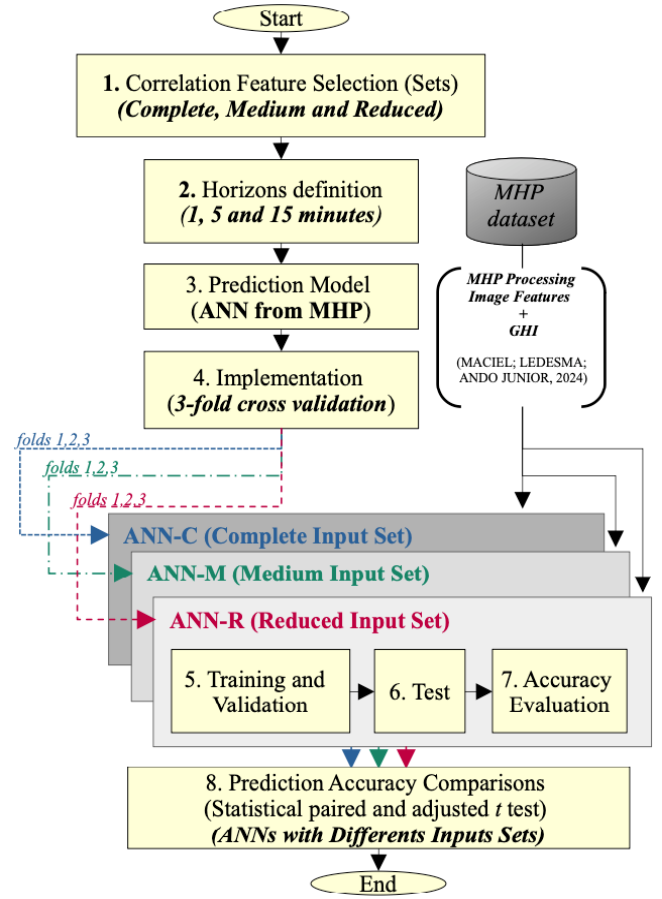 Start
1. Correlation Feature Selection (Sets)
(Complete, Medium and Reduced)
2. Horizons definition
(1, 5 and 15 minutes)
3. Prediction Model
(ANN from MHP)
4. Implementation
(3-fold cross validation)
MHP
dataset
MHP Processing
Image Features
+
GHI
(MACIEL; LEDESMA;
ANDO JUNIOR, 2024)
folds 1,2,3
folds 1,2,3
folds 1,2,3
ANN-C (Complete Input Set)
ANN-M (Medium Input Set)
ANN-R (Reduced Input Set)
5. Training and
Validation
6. Test
7. Accuracy
Evaluation
8. Prediction Accuracy Comparisons
(Statistical paired and adjusted t test)
(ANNs with Differents Inputs Sets)
End